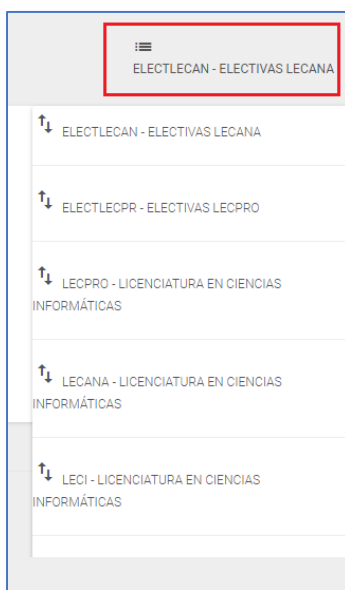 ELECTLECAN - ELECTIVAS LECANA
ELECTLECAN - ELECTIVAS LECANA
ELECTLECPR - ELECTIVAS LECPRO
LECPRO - LICENCIATURA EN CIENCIAS
INFORMÁTICAS
LECANA - LICENCIATURA EN CIENCIAS
INFORMÁTICAS
LECI - LICENCIATURA EN CIENCIAS
INFORMÁTICAS